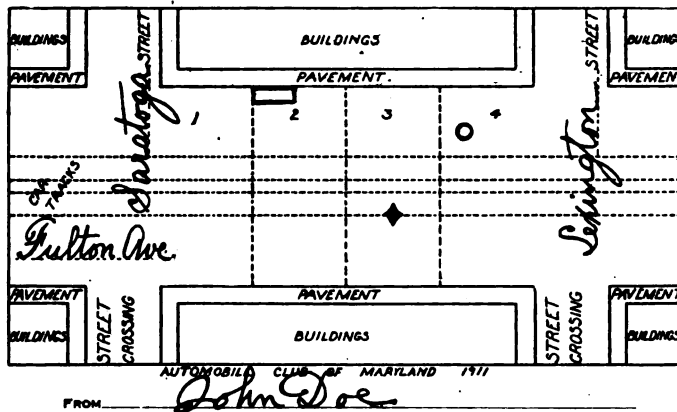 BUILDINGS BUILDINGS BUILDINGS
STREET STREET
PAVEMENT PAVEMENT. PAVEMENT
Saratoga
Lexington
1 2 3 4
CAR
TRACKS
Fulton Ave.
PAVEMENT PAVEMENT PAVEMENT
STREET
CROSSING
STREET
CROSSING
BUILDINGS BUILDINGS BUILDINGS
AUTOMOBILE CLUB OF MARYLAND 1911
FROM John Doe